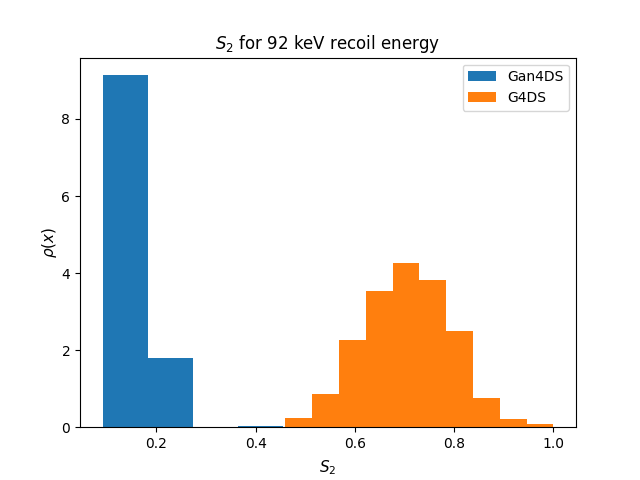 S₂ for 92 keV recoil energy
Gan4DS
G4DS
ρ(x)
8
6
4
2
0
0.2 0.4 0.6 0.8 1.0
S₂